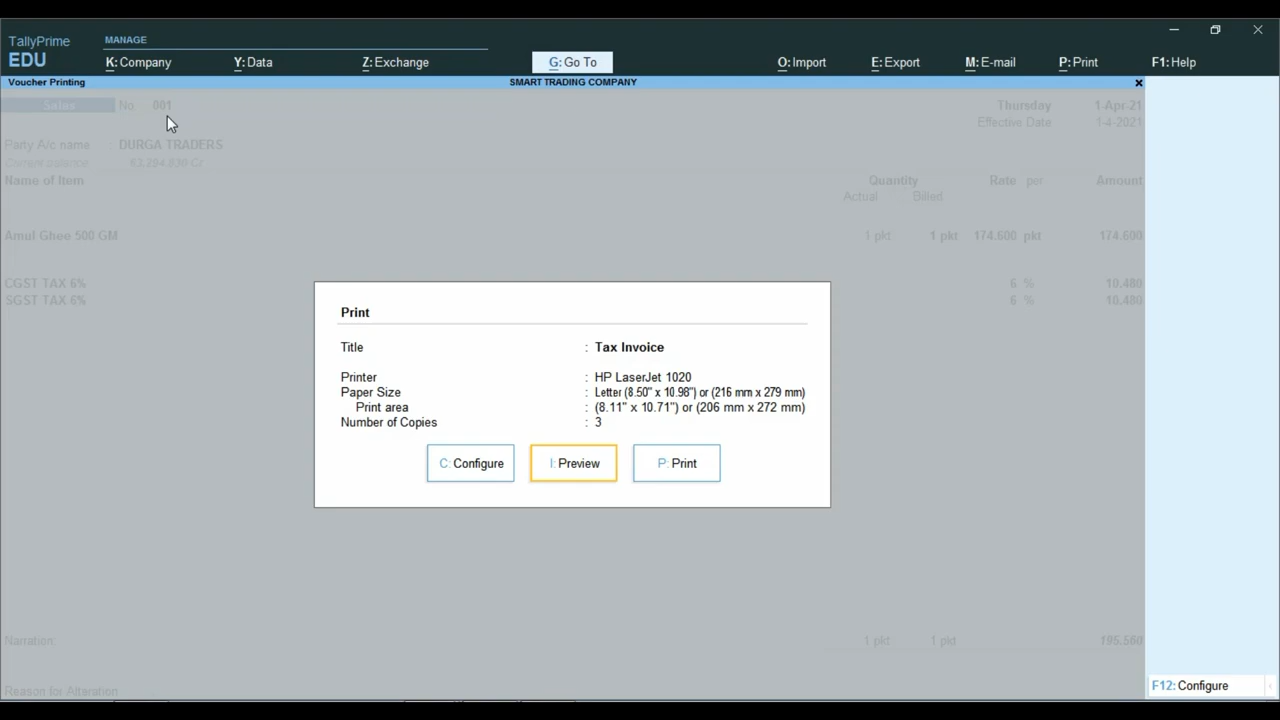 TallyPrime
EDU
MANAGE
K: Company
Y: Data
Z: Exchange
G: Go To
O: Import
E: Export
M: E-mail
P: Print
F1: Help
Voucher Printing
SMART TRADING COMPANY
Sales No 001
Thursday 1-Apr-21
Effective Date 1-4-2021
Party A/c name : DURGA TRADERS
Current balance
Name of Item Quantity Rate per Amount
Actual Billed
Amul Ghee 500 GM 1 pkt 1 pkt 174.600 pkt 174.600
CGST TAX 6% 6 % 10.480
SGST TAX 6% 6 % 10.480
Print
Title : Tax Invoice
Printer : HP LaserJet 1020
Paper Size : Letter (8.50" x 10.98") or (216 mm x 279 mm)
Print area : (8.11" x 10.71") or (206 mm x 272 mm)
Number of Copies : 3
C: Configure
I: Preview
P: Print
Narration: 1 pkt 1 pkt 195.560
Reason for Alteration
F12: Configure